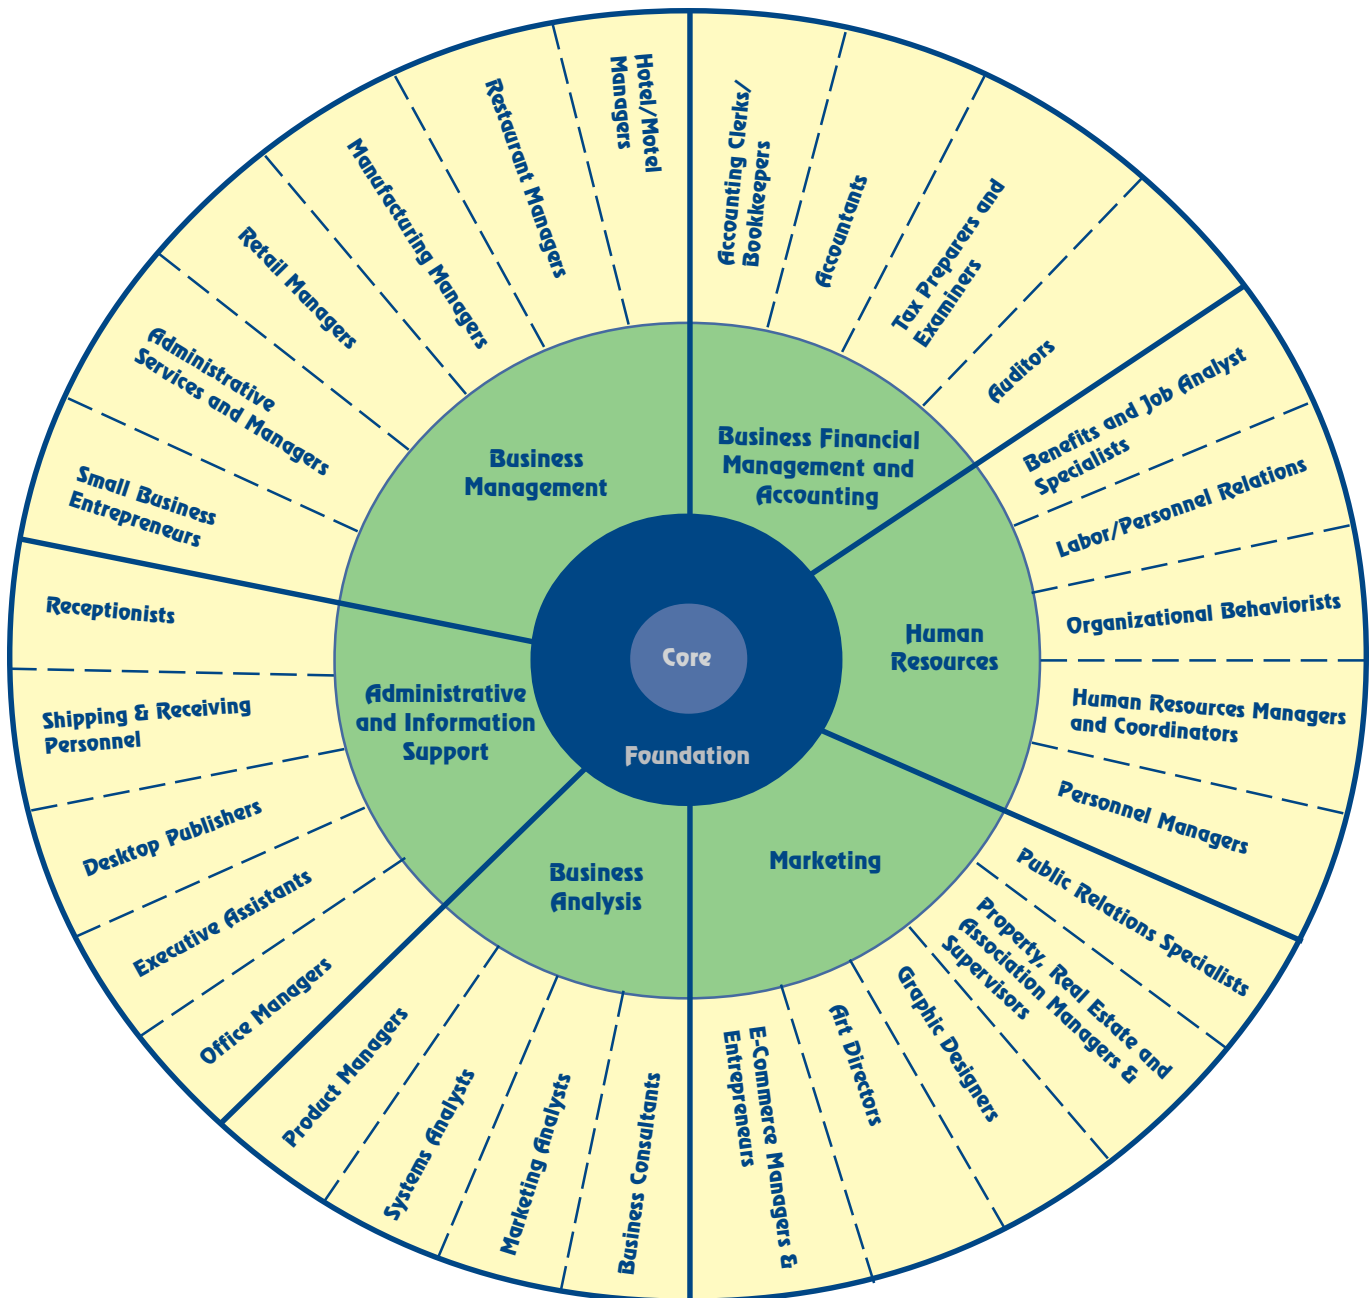 Hotel/Motel
Managers
Restaurant Managers
Manufacturing Managers
Retail Managers
Administrative
Services and Managers
Small Business
Entrepreneurs
Accounting Clerks/
Bookkeepers
Accountants
Tax Preparers and
Examiners
Auditors
Benefits and Job Analyst
Specialists
Labor/Personnel Relations
Organizational Behaviorists
Human Resources Managers
and Coordinators
Personnel Managers
Public Relations Specialists
Property, Real Estate and
Association Managers &
Supervisors
Graphic Designers
Art Directors
E-Commerce Managers &
Entrepreneurs
Business Consultants
Marketing Analysts
Systems Analysts
Product Managers
Office Managers
Executive Assistants
Desktop Publishers
Shipping & Receiving
Personnel
Receptionists
Business
Management
Business Financial
Management and
Accounting
Human
Resources
Marketing
Business
Analysis
Administrative
and Information
Support
Core
Foundation